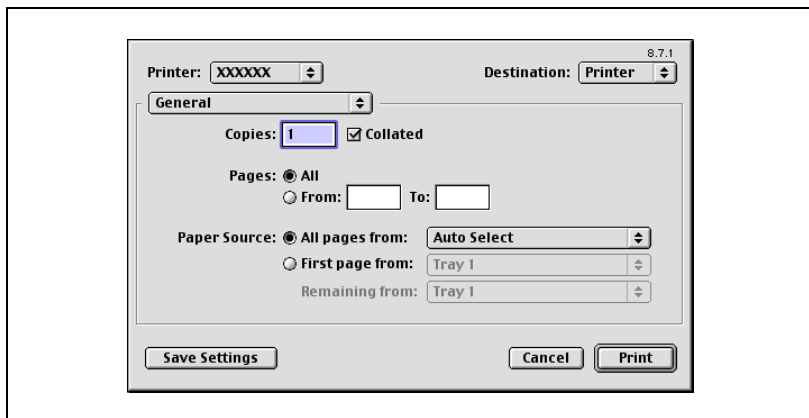 8.7.1
Printer: XXXXXX Destination: Printer
General
Copies: 1 Collated
Pages: All
From: To:
Paper Source: All pages from: Auto Select
First page from: Tray 1
Remaining from: Tray 1
Save Settings Cancel Print